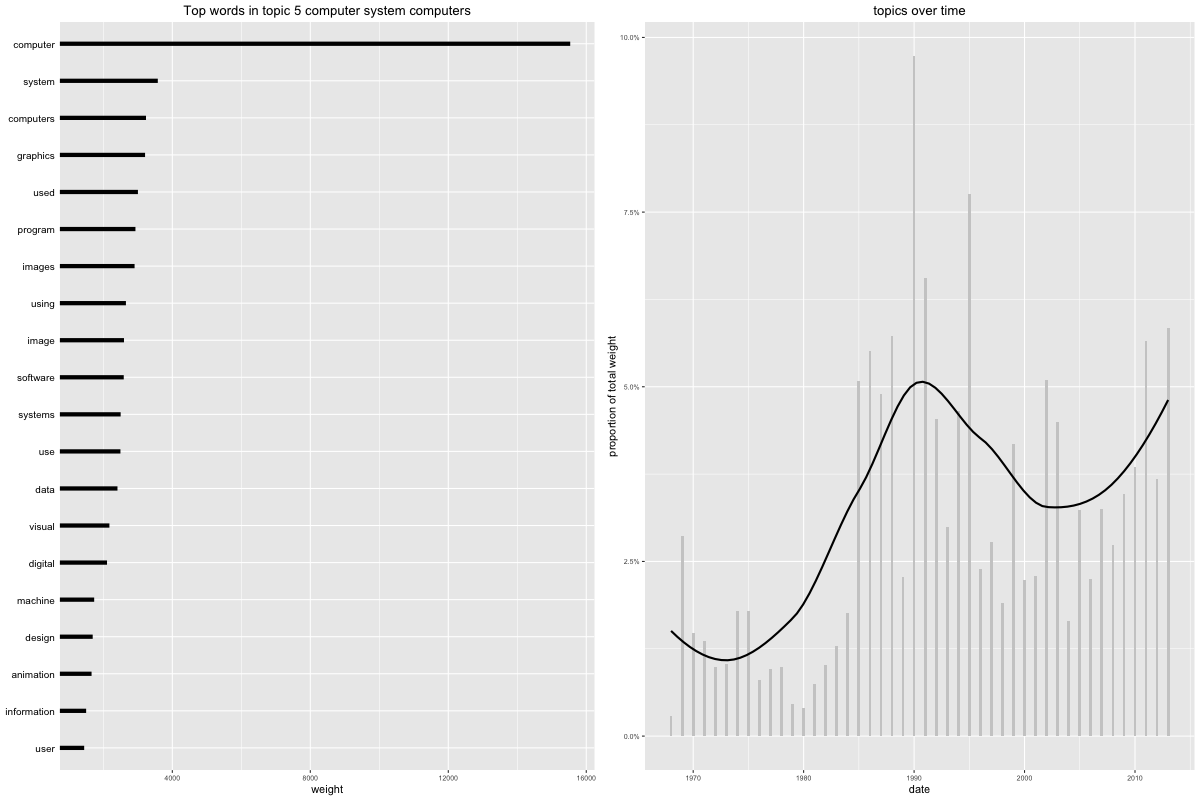 Top words in topic 5 computer system computers
computer
system
computers
graphics
used
program
images
using
image
software
systems
use
data
visual
digital
machine
design
animation
information
user
4000 8000 12000 16000
weight
topics over time
proportion of total weight
10.0%
7.5%
5.0%
2.5%
0.0%
1970 1980 1990 2000 2010
date